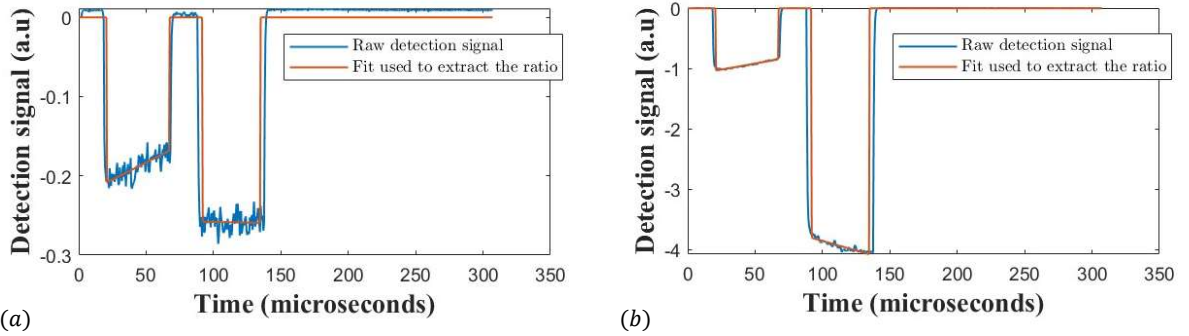 0
-0.1
-0.2
-0.3
Detection signal (a.u)
Raw detection signal
Fit used to extract the ratio
0 50 100 150 200 250 300 350
Time (microseconds)
(a)
0
-1
-2
-3
-4
Detection signal (a.u)
Raw detection signal
Fit used to extract the ratio
0 50 100 150 200 250 300 350
Time (microseconds)
(b)